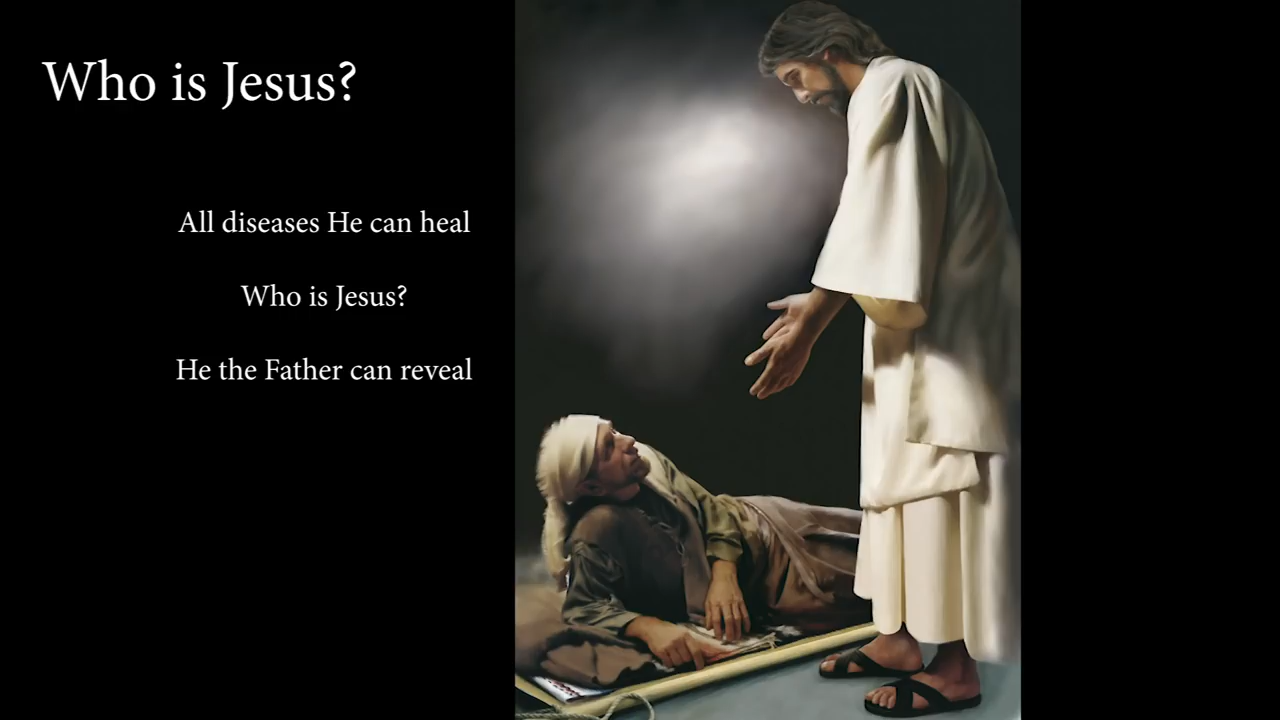 Who is Jesus?
All diseases He can heal
Who is Jesus?
He the Father can reveal